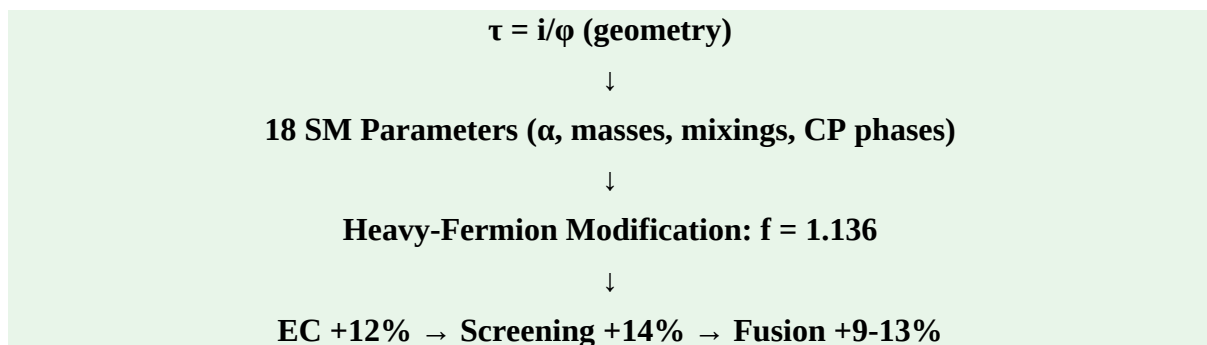 τ = i/φ (geometry)
↓
18 SM Parameters (α, masses, mixings, CP phases)
↓
Heavy-Fermion Modification: f = 1.136
↓
EC +12% → Screening +14% → Fusion +9-13%